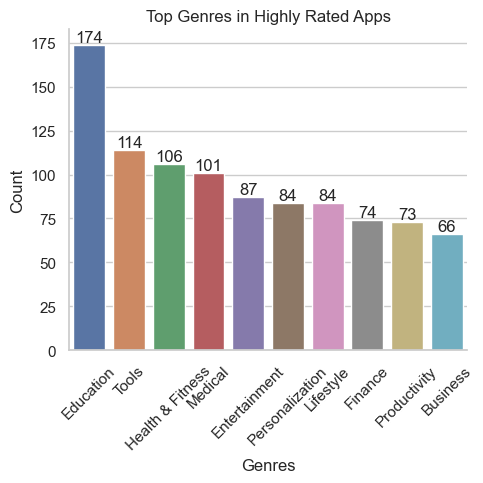 Top Genres in Highly Rated Apps
Count
175
150
125
100
75
50
25
0
174
114
106
101
87
84
84
74
73
66
Education
Tools
Health & Fitness
Medical
Entertainment
Personalization
Lifestyle
Finance
Productivity
Business
Genres